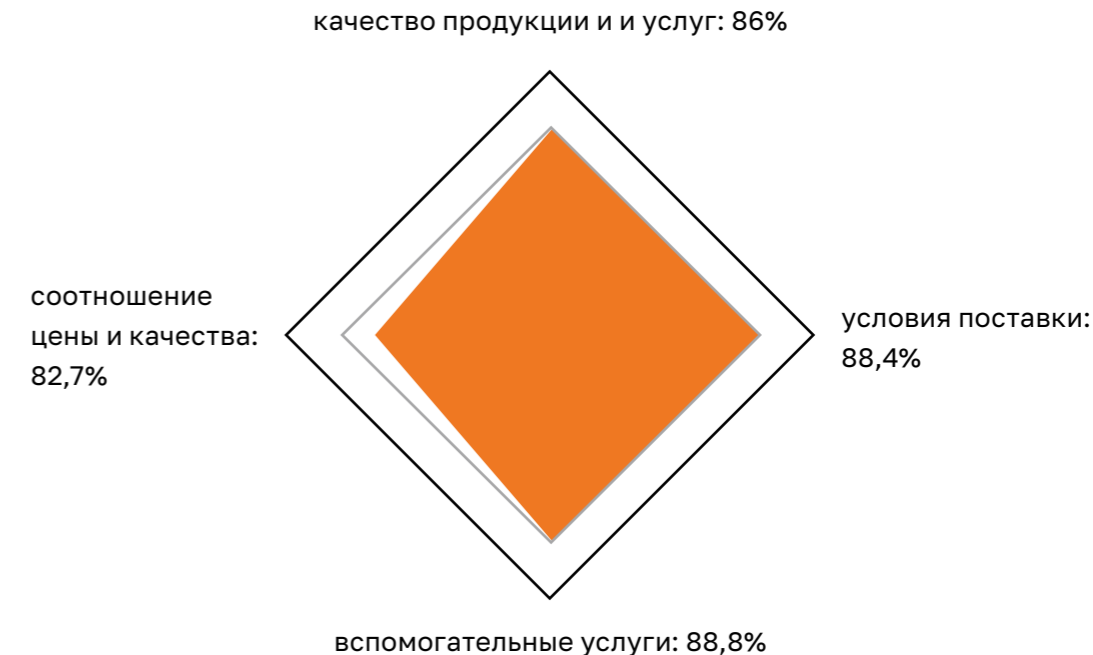 качество продукции и и услуг: 86%
соотношение
цены и качества:
82,7%
условия поставки:
88,4%
вспомогательные услуги: 88,8%